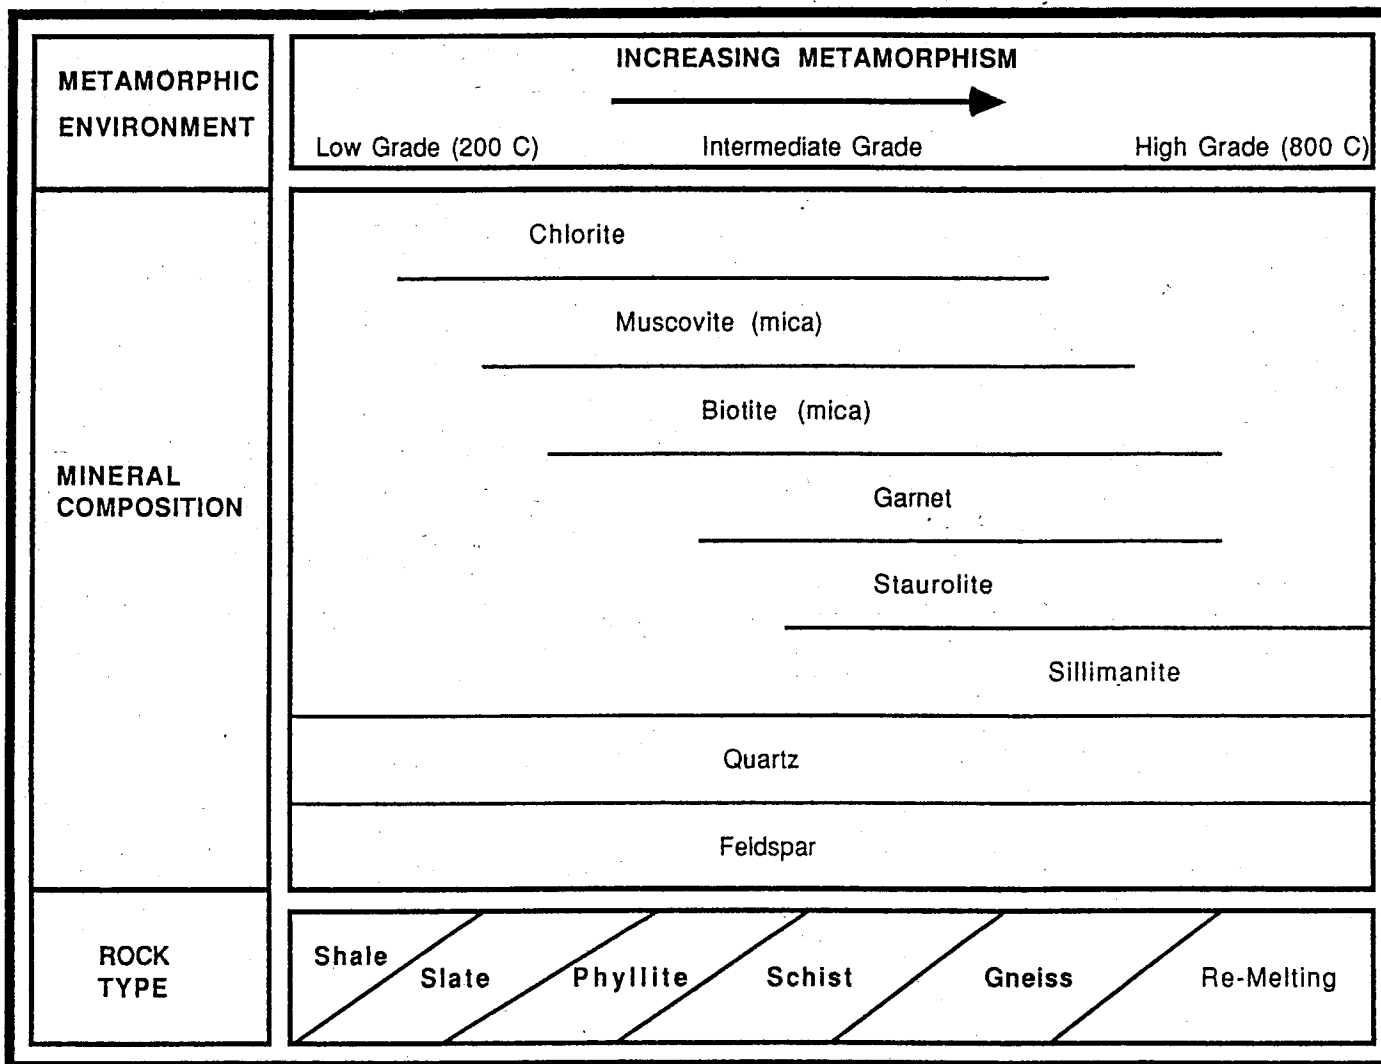 METAMORPHIC
ENVIRONMENT
INCREASING METAMORPHISM
Low Grade (200 C)
Intermediate Grade
High Grade (800 C)
MINERAL
COMPOSITION
Chlorite
Muscovite (mica)
Biotite (mica)
Garnet
Staurolite
Sillimanite
Quartz
Feldspar
ROCK
TYPE
Shale
Slate
Phyllite
Schist
Gneiss
Re-Melting